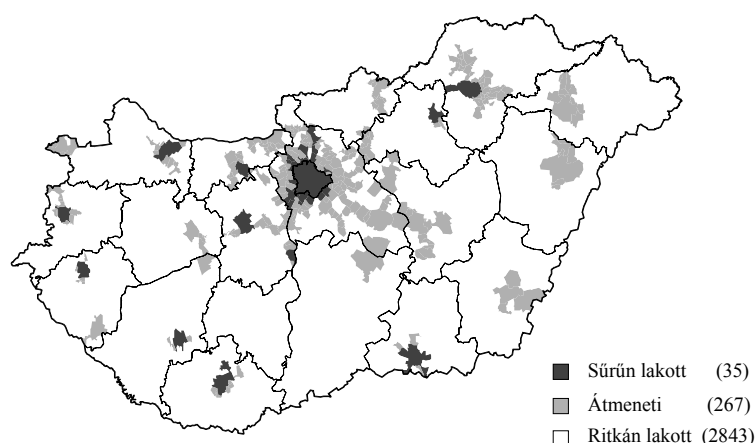 Sűrűn lakott (35)
Átmeneti (267)
Ritkán lakott (2843)